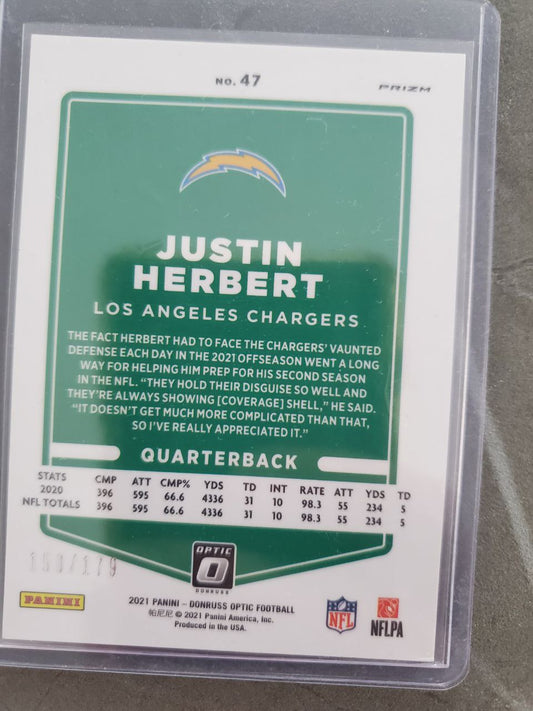 NO. 47
PRIZM
JUSTIN
HERBERT
LOS ANGELES CHARGERS
THE FACT HERBERT HAD TO FACE THE CHARGERS' VAUNTED
DEFENSE EACH DAY IN THE 2021 OFFSEASON WENT A LONG
WAY FOR HELPING HIM PREP FOR HIS SECOND SEASON
IN THE NFL. "THEY HOLD THEIR DISGUISE SO WELL AND
THEY'RE ALWAYS SHOWING [COVERAGE] SHELL," HE SAID.
"IT DOESN'T GET MUCH MORE COMPLICATED THAN THAT,
SO I'VE REALLY APPRECIATED IT."
QUARTERBACK
STATS CMP ATT CMP% YDS TD INT RATE ATT YDS TD
2020 396 595 66.6 4336 31 10 98.3 55 234 5
NFL TOTALS 396 595 66.6 4336 31 10 98.3 55 234 5
OPTIC
DONRUSS
PANINI
2021 PANINI – DONRUSS OPTIC FOOTBALL
帕尼尼 © 2021 Panini America, Inc.
Produced in the USA.
NFL
NFLPA